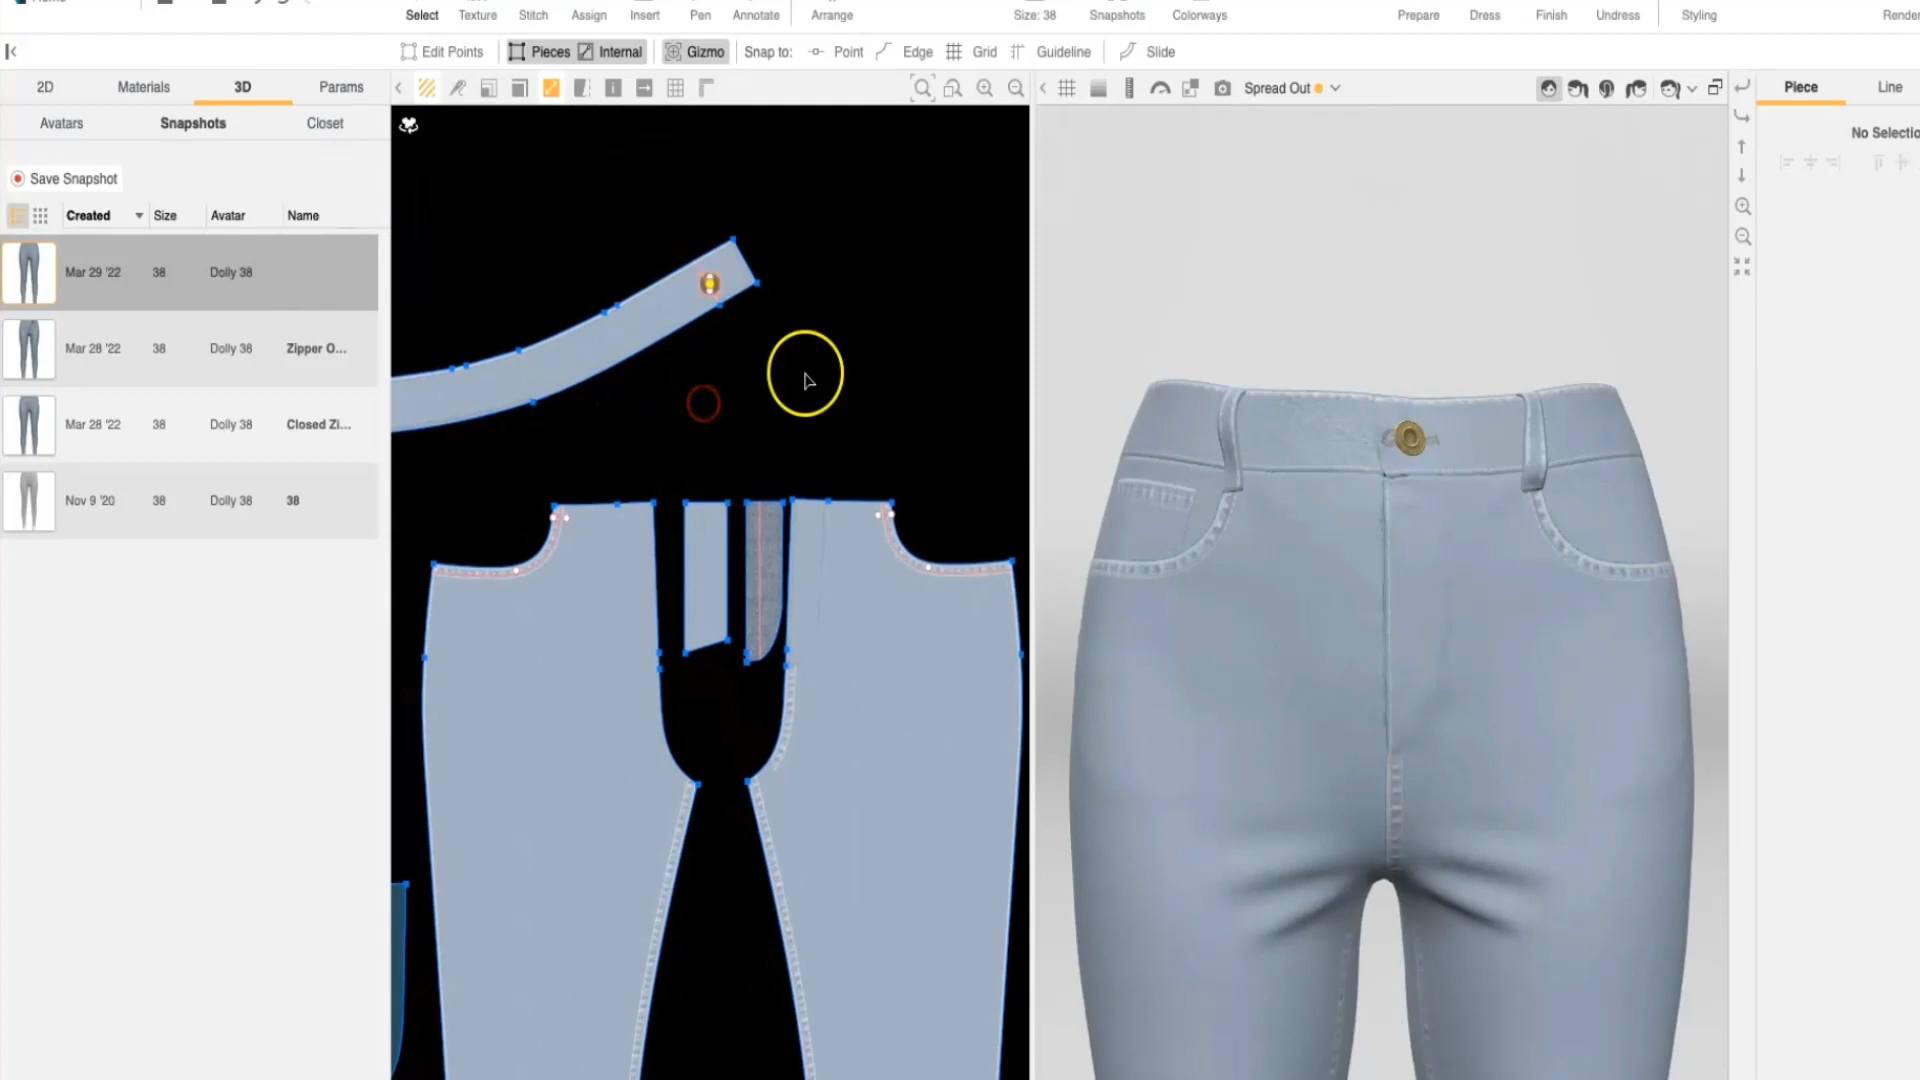 Select Texture Stitch Assign Insert Pen Annotate Arrange Size: 38 Snapshots Colorways Prepare Dress Finish Undress Styling Render
Edit Points Pieces Internal Gizmo Snap to: Point Edge Grid Guideline Slide
2D Materials 3D Params
Spread Out
Piece Line
Avatars Snapshots Closet
No Selectio
Save Snapshot
Created Size Avatar Name
Mar 29 '22 38 Dolly 38
Mar 28 '22 38 Dolly 38 Zipper O...
Mar 28 '22 38 Dolly 38 Closed Zi...
Nov 9 '20 38 Dolly 38 38